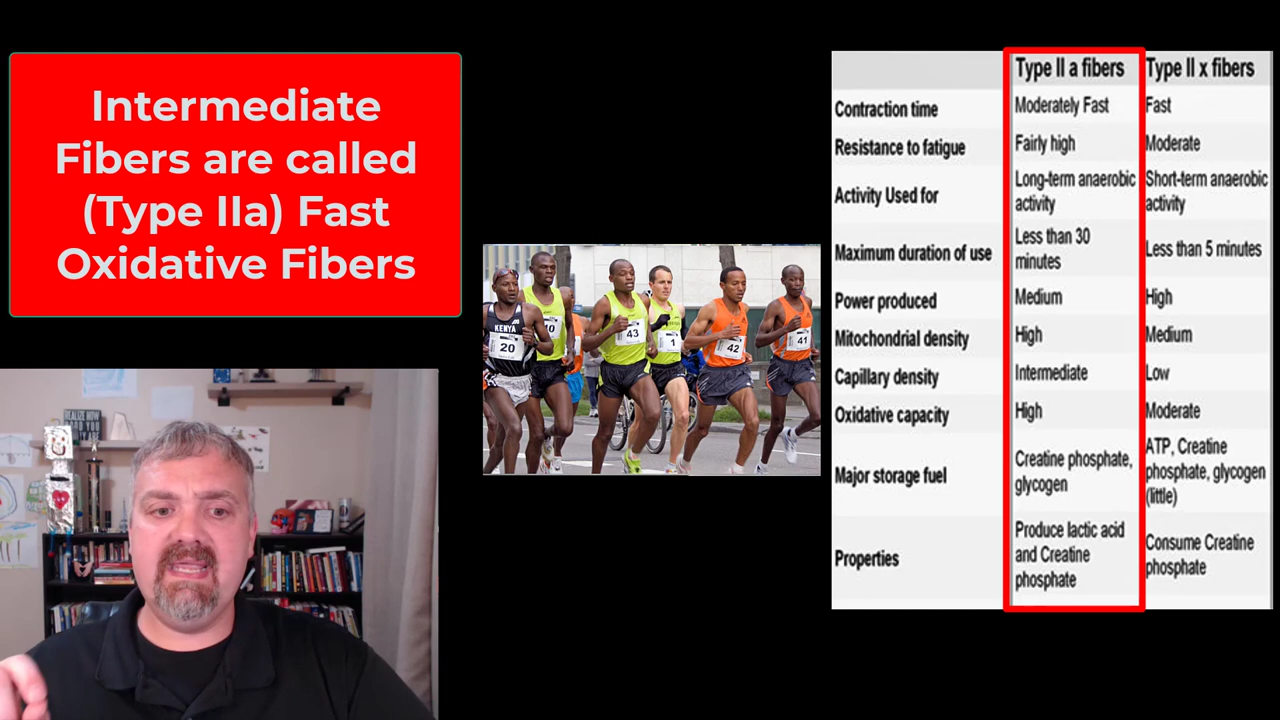 Intermediate
Fibers are called
(Type IIa) Fast
Oxidative Fibers
KENYA
20
43
1
42
41
Type II a fibers Type II x fibers
Contraction time Moderately Fast Fast
Resistance to fatigue Fairly high Moderate
Activity Used for Long-term anaerobic activity Short-term anaerobic activity
Maximum duration of use Less than 30 minutes Less than 5 minutes
Power produced Medium High
Mitochondrial density High Medium
Capillary density Intermediate Low
Oxidative capacity High Moderate
Major storage fuel Creatine phosphate, glycogen ATP, Creatine phosphate, glycogen (little)
Properties Produce lactic acid and Creatine phosphate Consume Creatine phosphate